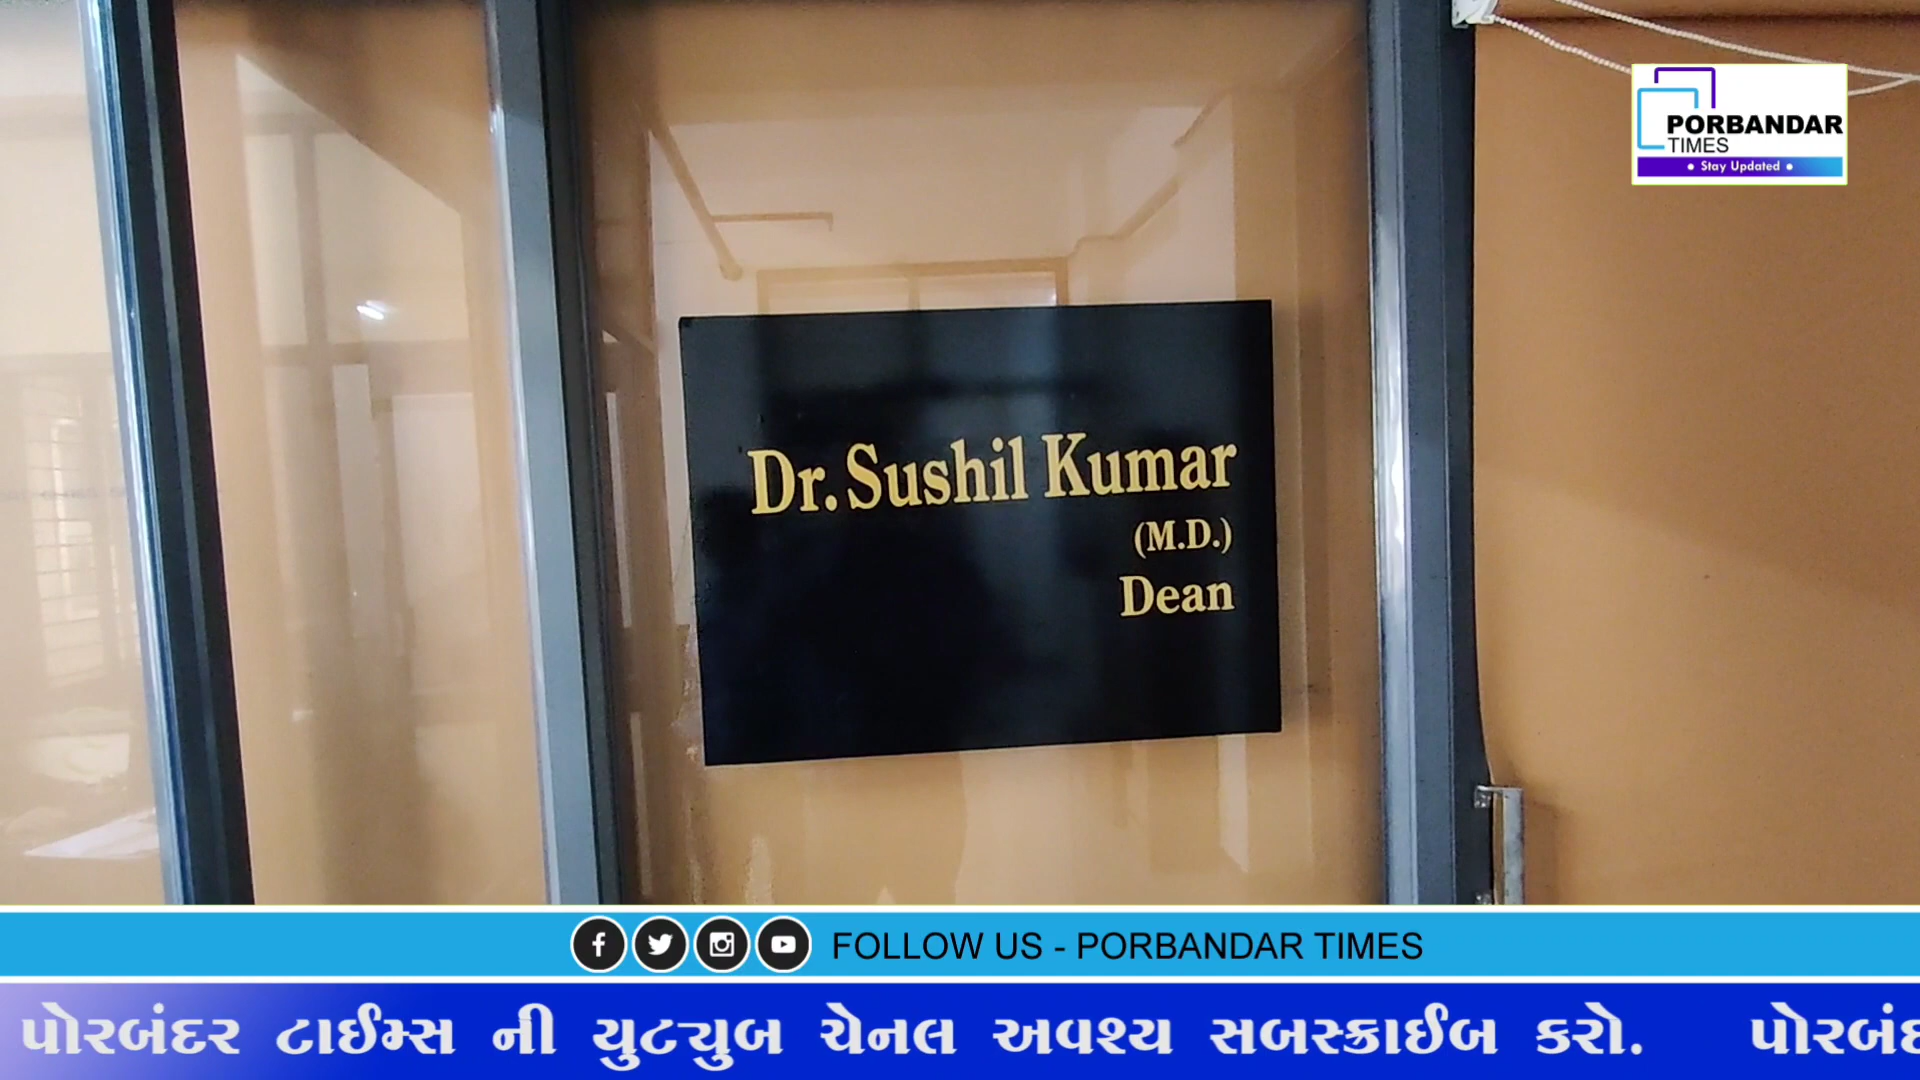 PORBANDAR
TIMES
• Stay Updated •
Dr. Sushil Kumar
(M.D.)
Dean
FOLLOW US - PORBANDAR TIMES
પોરબંદર ટાઈમ્સ ની યુટ્યુબ ચેનલ અવશ્ય સબસ્ક્રાઈબ કરો. પોરબંદ